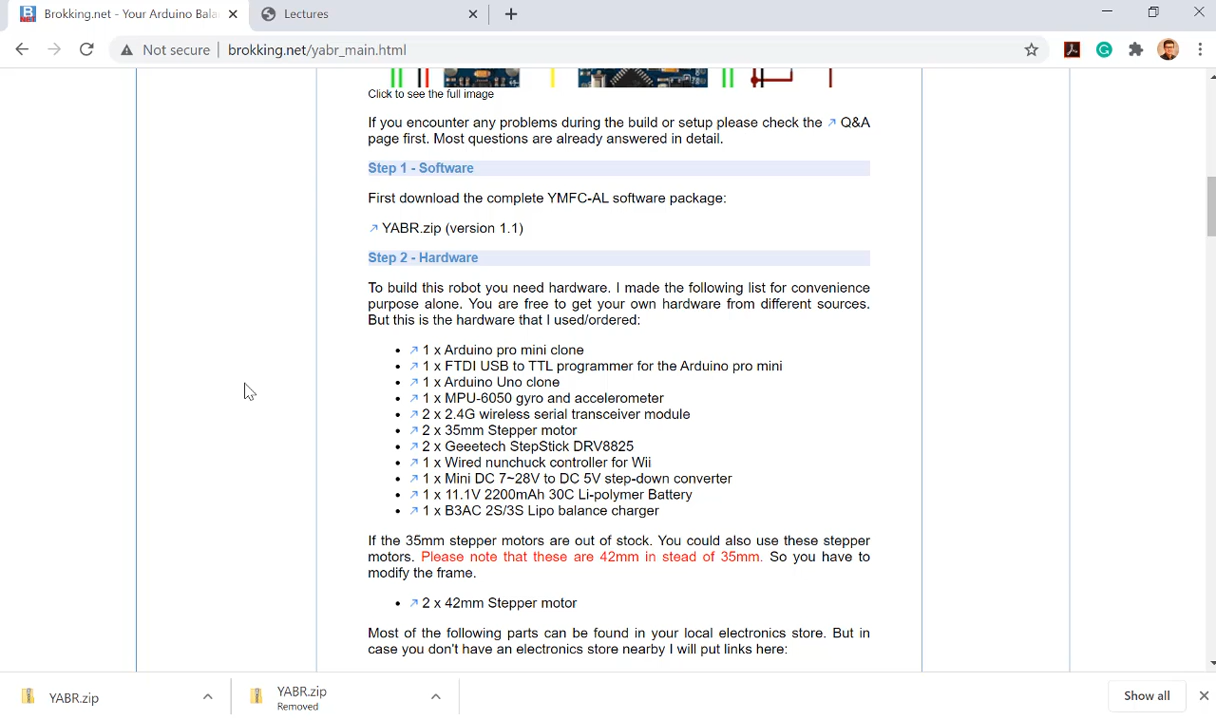 Brokking.net - Your Arduino Bala
Lectures
Not secure
brokking.net/yabr_main.html
Click to see the full image
If you encounter any problems during the build or setup please check the Q&A
page first. Most questions are already answered in detail.
Step 1 - Software
First download the complete YMFC-AL software package:
YABR.zip (version 1.1)
Step 2 - Hardware
To build this robot you need hardware. I made the following list for convenience
purpose alone. You are free to get your own hardware from different sources.
But this is the hardware that I used/ordered:
1 x Arduino pro mini clone
1 x FTDI USB to TTL programmer for the Arduino pro mini
1 x Arduino Uno clone
1 x MPU-6050 gyro and accelerometer
2 x 2.4G wireless serial transceiver module
2 x 35mm Stepper motor
2 x Geeetech StepStick DRV8825
1 x Wired nunchuck controller for Wii
1 x Mini DC 7~28V to DC 5V step-down converter
1 x 11.1V 2200mAh 30C Li-polymer Battery
1 x B3AC 2S/3S Lipo balance charger
If the 35mm stepper motors are out of stock. You could also use these stepper
motors. Please note that these are 42mm in stead of 35mm. So you have to
modify the frame.
2 x 42mm Stepper motor
Most of the following parts can be found in your local electronics store. But in
case you don't have an electronics store nearby I will put links here:
YABR.zip
YABR.zip
Removed
Show all